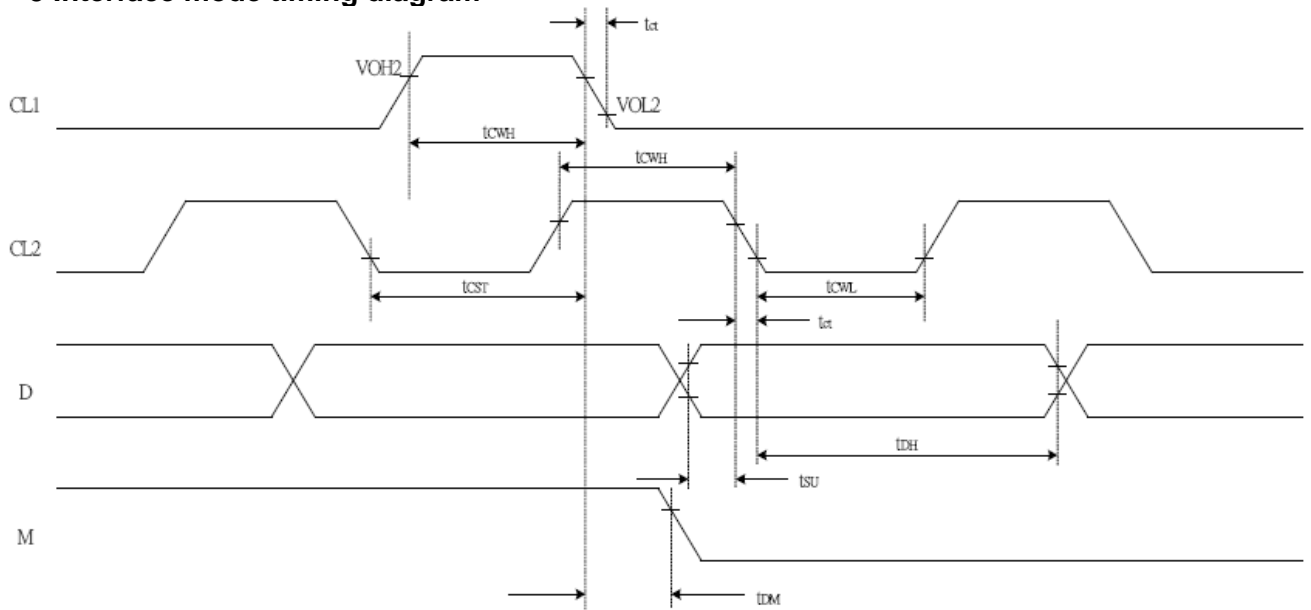 Interface mode timing diagram
tct
VOH2
CL1
VOL2
tCWH
tCWH
CL2
tCST
tCWL
tct
D
tDH
tSU
M
tDM